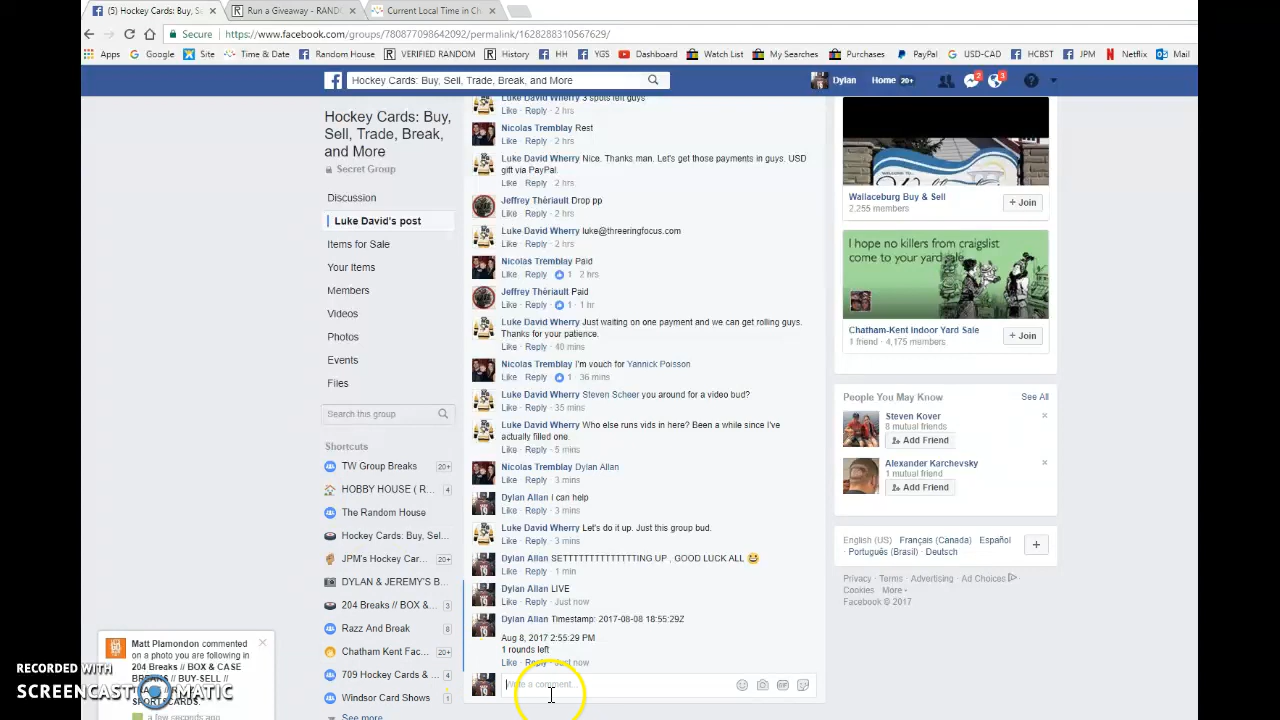 (5) Hockey Cards: Buy, S
Run a Giveaway - RAND
Current Local Time in Ch
Secure
https://www.facebook.com/groups/780877098642092/permalink/1628288310567629/
Apps Google Site Time & Date Random House VERIFIED RANDOM History HH YGS Dashboard Watch List My Searches Purchases PayPal USD-CAD HCBST JPM Netflix Mail
Hockey Cards: Buy, Sell, Trade, Break, and More
Dylan Home 20+ 2 3
Hockey Cards: Buy,
Sell, Trade, Break,
and More
Secret Group
Discussion
Luke David's post
Items for Sale
Your Items
Members
Videos
Photos
Events
Files
Search this group
Shortcuts
TW Group Breaks 20+
HOBBY HOUSE ( R... 4
The Random House
Hockey Cards: Buy, Sel...
JPM's Hockey Car... 20+
DYLAN & JEREMY'S B...
204 Breaks // BOX &... 3
Razz And Break 8
Chatham Kent Fac... 20+
709 Hockey Cards &... 4
Windsor Card Shows 1
See more
Luke David Wherry 3 spots left guys
Like · Reply · 2 hrs
Nicolas Tremblay Rest
Like · Reply · 2 hrs
Luke David Wherry Nice. Thanks man. Let's get those payments in guys. USD
gift via PayPal.
Like · Reply · 2 hrs
Jeffrey Thériault Drop pp
Like · Reply · 2 hrs
Luke David Wherry luke@threeringfocus.com
Like · Reply · 2 hrs
Nicolas Tremblay Paid
Like · Reply · 1 · 2 hrs
Jeffrey Thériault Paid
Like · Reply · 1 · 1 hr
Luke David Wherry Just waiting on one payment and we can get rolling guys.
Thanks for your patience.
Like · Reply · 40 mins
Nicolas Tremblay I'm vouch for Yannick Poisson
Like · Reply · 1 · 36 mins
Luke David Wherry Steven Scheer you around for a video bud?
Like · Reply · 35 mins
Luke David Wherry Who else runs vids in here? Been a while since I've
actually filled one.
Like · Reply · 5 mins
Nicolas Tremblay Dylan Allan
Like · Reply · 3 mins
Dylan Allan I can help
Like · Reply · 3 mins
Luke David Wherry Let's do it up. Just this group bud.
Like · Reply · 3 mins
Dylan Allan SETTTTTTTTTTTTTTING UP , GOOD LUCK ALL
Like · Reply · 1 min
Dylan Allan LIVE
Like · Reply · Just now
Dylan Allan Timestamp: 2017-08-08 18:55:29Z
Aug 8, 2017 2:55:29 PM
1 rounds left
Like · Reply · Just now
Write a comment...
Wallaceburg Buy & Sell
2,255 members
+ Join
I hope no killers from craigslist
come to your yard sale
Chatham-Kent Indoor Yard Sale
1 friend · 4,175 members
+ Join
People You May Know See All
Steven Kover
8 mutual friends
Add Friend
Alexander Karchevsky
1 mutual friend
Add Friend
English (US) · Français (Canada) · Español
· Português (Brasil) · Deutsch
Privacy · Terms · Advertising · Ad Choices
Cookies · More
Facebook © 2017
Matt Plamondon
commented
on a photo you are following in
204 Breaks // BOX & CASE
BREAKS // BUY-SELL //
SPORTSCARDS.
a few seconds ago
RECORDED WITH
SCREENCAST MATIC